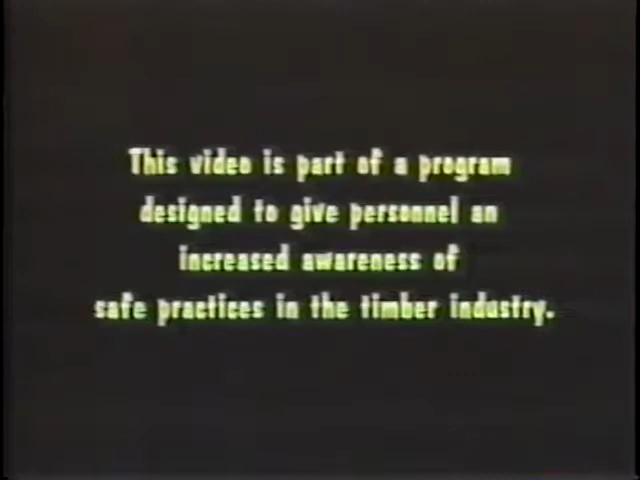 This video is part of a program
designed to give personnel an
increased awareness of
safe practices in the timber industry.